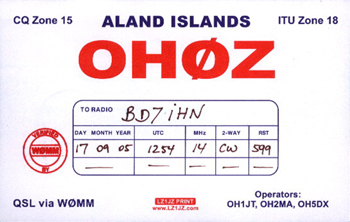 CQ Zone 15 ALAND ISLANDS ITU Zone 18
OHØZ
TO RADIO BD7iHN
DAY MONTH YEAR UTC MHz 2-WAY RST
17 09 05 1254 14 CW 599
VERIFIED
WØMM
BY
QSL via WØMM
LZ1JZ PRINT
www.LZ1JZ.com
Operators:
OH1JT, OH2MA, OH5DX